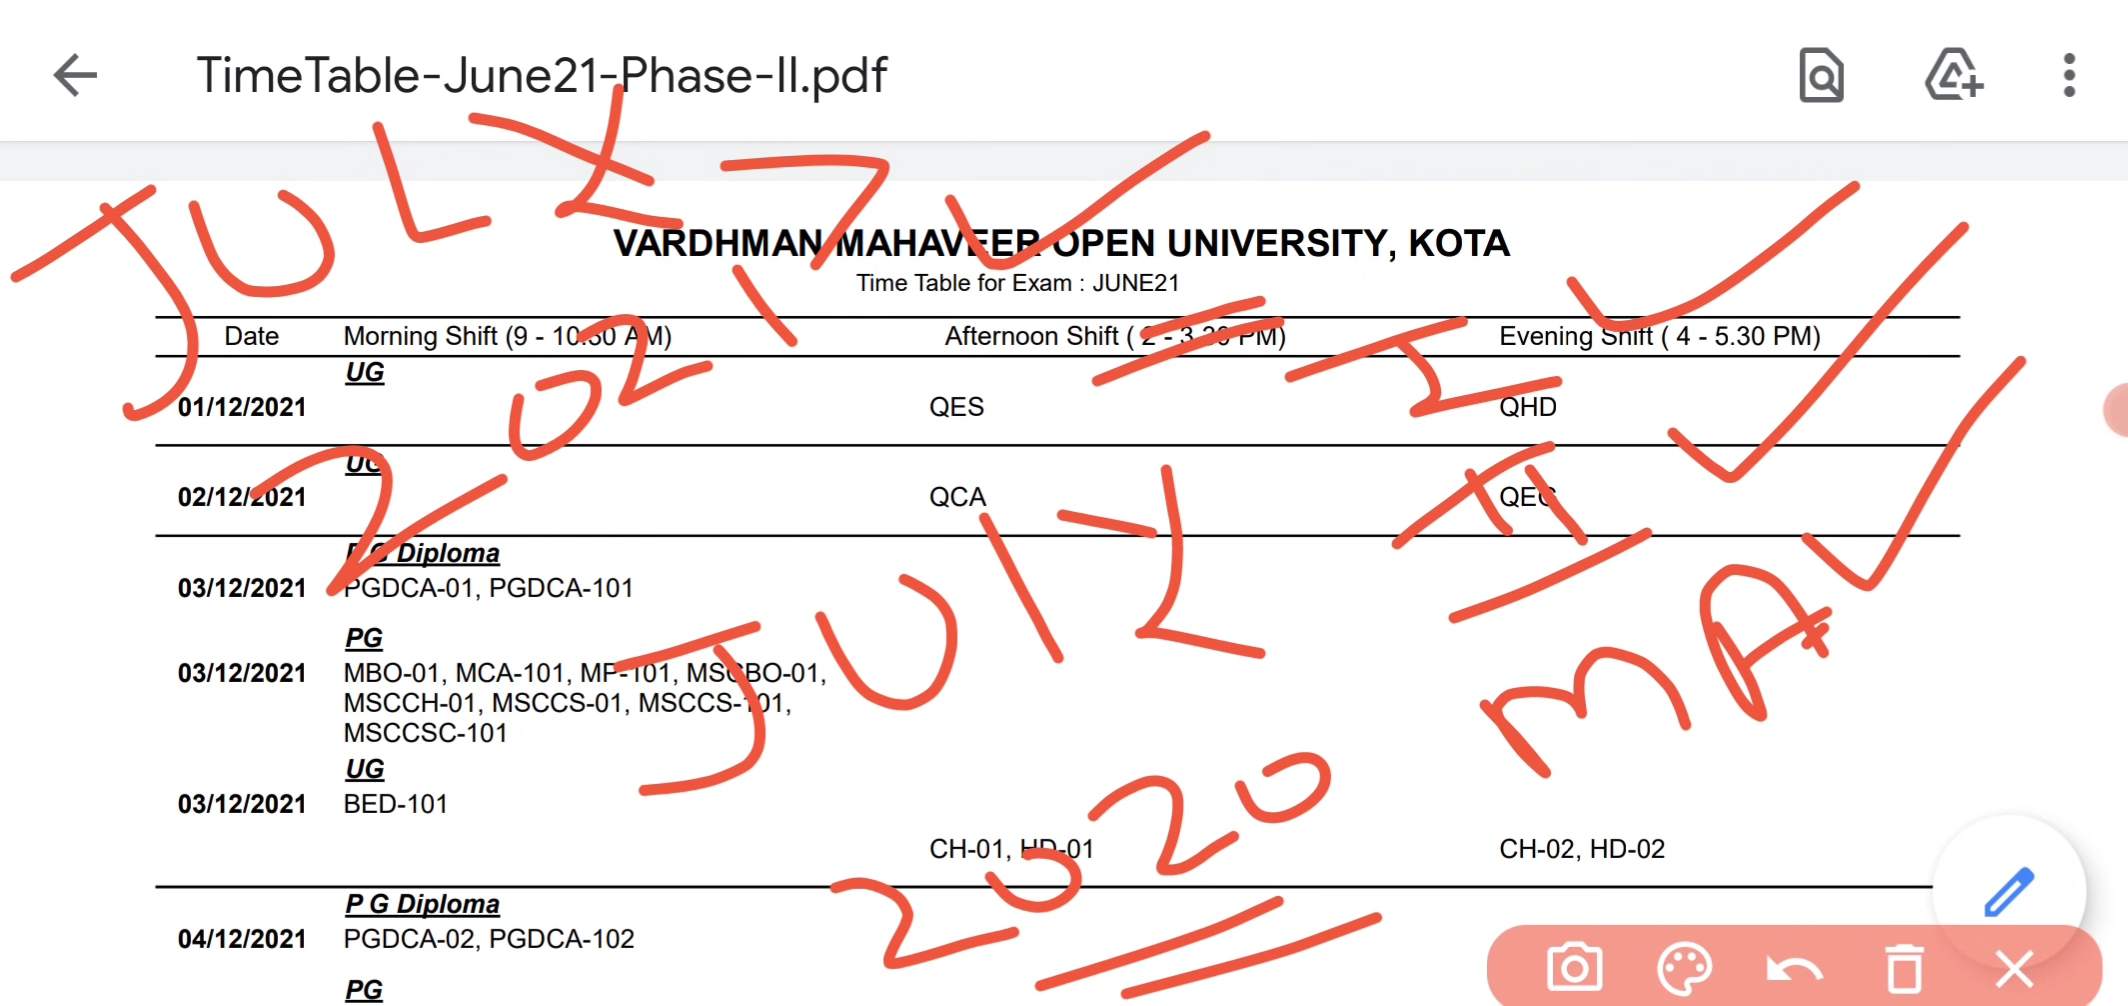 TimeTable-June21-Phase-II.pdf
VARDHMAN MAHAVEER OPEN UNIVERSITY, KOTA
Time Table for Exam : JUNE21
Date Morning Shift (9 - 10.30 AM) Afternoon Shift ( 2 - 3.30 PM) Evening Shift ( 4 - 5.30 PM)
UG
01/12/2021 QES QHD
UG
02/12/2021 QCA QEC
P G Diploma
03/12/2021 PGDCA-01, PGDCA-101
PG
03/12/2021 MBO-01, MCA-101, MP-101, MSCBO-01,
MSCCH-01, MSCCS-01, MSCCS-101,
MSCCSC-101
UG
03/12/2021 BED-101
CH-01, HD-01 CH-02, HD-02
P G Diploma
04/12/2021 PGDCA-02, PGDCA-102
PG
JULY
2021
I
II
JULY
2020
MA